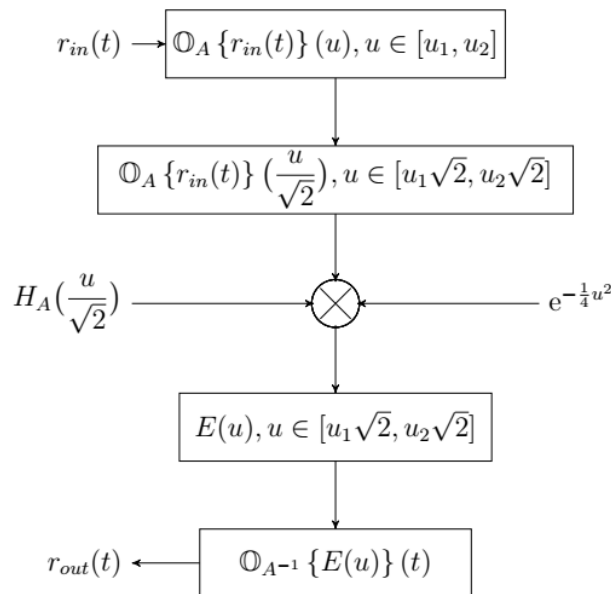 r_{in}(t)
𝕆_A {r_{in}(t)} (u), u ∈ [u_1, u_2]
𝕆_A {r_{in}(t)} (u/√2), u ∈ [u_1√2, u_2√2]
H_A(u/√2)
e^{-\frac{1}{4}u^2}
E(u), u ∈ [u_1√2, u_2√2]
r_{out}(t)
𝕆_{A^{-1}} {E(u)} (t)